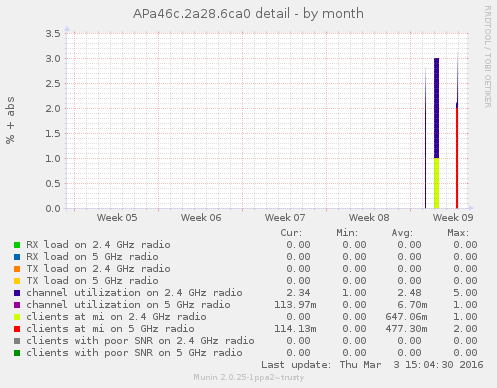 APa46c.2a28.6ca0 detail - by month
RRDTOOL / TOBI OETIKER
% + abs
3.5
3.0
2.5
2.0
1.5
1.0
0.5
0.0
Week 05 Week 06 Week 07 Week 08 Week 09
Cur: Min: Avg: Max:
RX load on 2.4 GHz radio 0.00 0.00 0.00 0.00
RX load on 5 GHz radio 0.00 0.00 0.00 0.00
TX load on 2.4 GHz radio 0.00 0.00 0.00 0.00
TX load on 5 GHz radio 0.00 0.00 0.00 0.00
channel utilization on 2.4 GHz radio 2.34 1.00 2.48 5.00
channel utilization on 5 GHz radio 113.97m 0.00 6.70m 1.00
clients at mi on 2.4 GHz radio 0.00 0.00 647.06m 1.00
clients at mi on 5 GHz radio 114.13m 0.00 477.30m 2.00
clients with poor SNR on 2.4 GHz radio 0.00 0.00 0.00 0.00
clients with poor SNR on 5 GHz radio 0.00 0.00 0.00 0.00
Last update: Thu Mar 3 15:04:30 2016
Munin 2.0.25-1ppa2~trusty